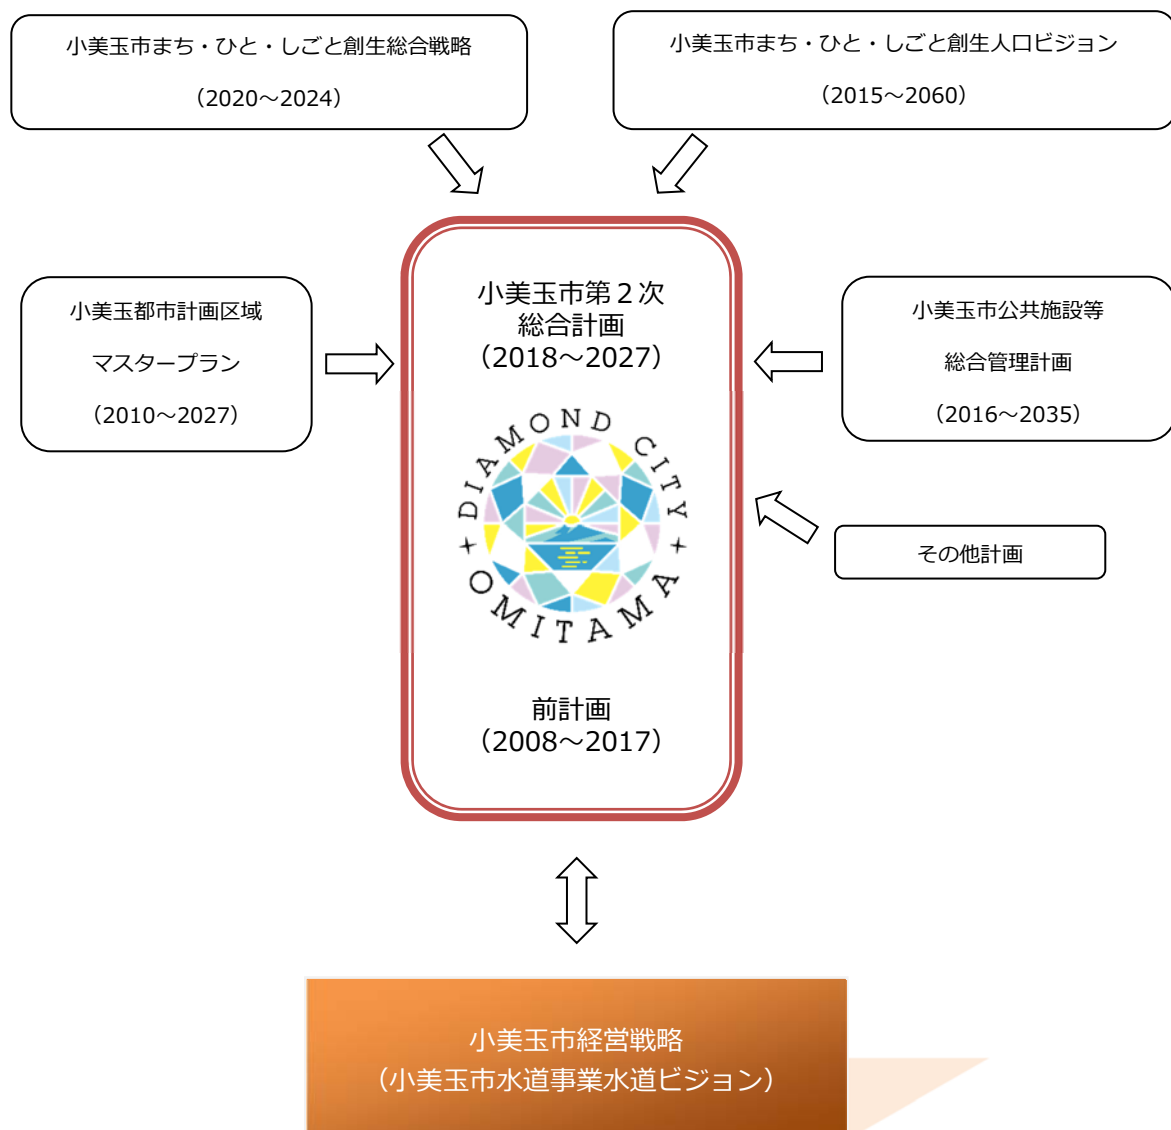 小美玉市まち・ひと・しごと創生総合戦略
（2020～2024）
小美玉市まち・ひと・しごと創生人口ビジョン
（2015～2060）
小美玉都市計画区域
マスタープラン
（2010～2027）
小美玉市第２次
総合計画
（2018～2027）
小美玉市公共施設等
総合管理計画
（2016～2035）
DIAMOND CITY
OMITAMA
その他計画
前計画
（2008～2017）
小美玉市経営戦略
（小美玉市水道事業水道ビジョン）